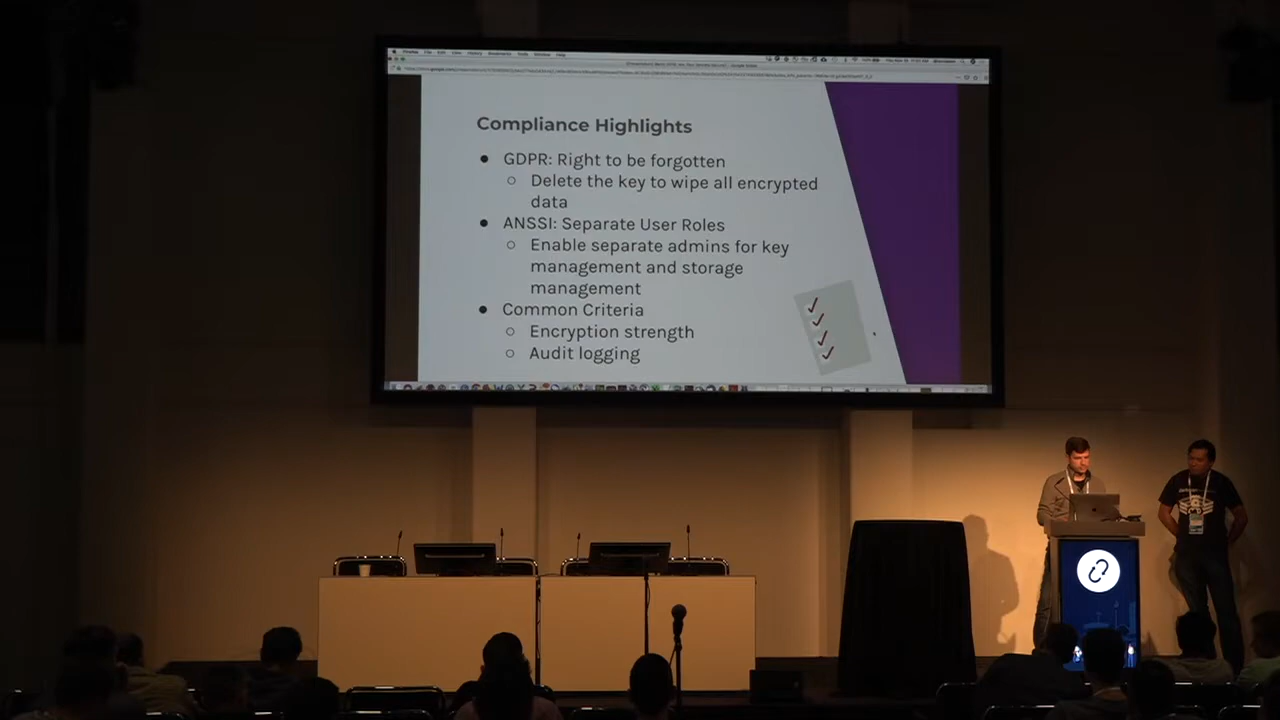 Compliance Highlights
● GDPR: Right to be forgotten
○ Delete the key to wipe all encrypted
data
● ANSSI: Separate User Roles
○ Enable separate admins for key
management and storage
management
● Common Criteria
○ Encryption strength
○ Audit logging